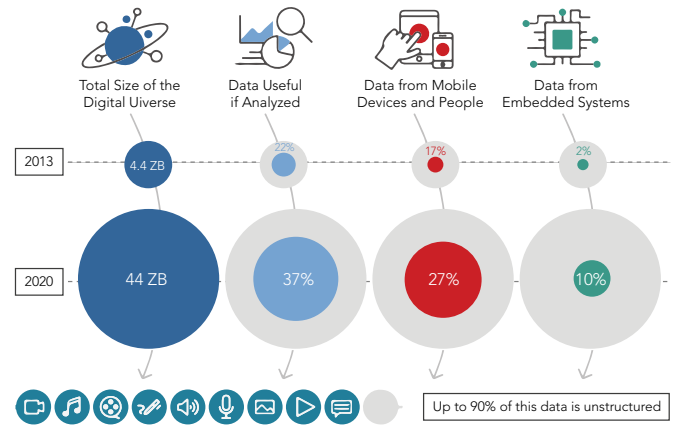 Total Size of the
Digital Uiverse
Data Useful
if Analyzed
Data from Mobile
Devices and People
Data from
Embedded Systems
2013
4.4 ZB
22%
17%
2%
2020
44 ZB
37%
27%
10%
Up to 90% of this data is unstructured